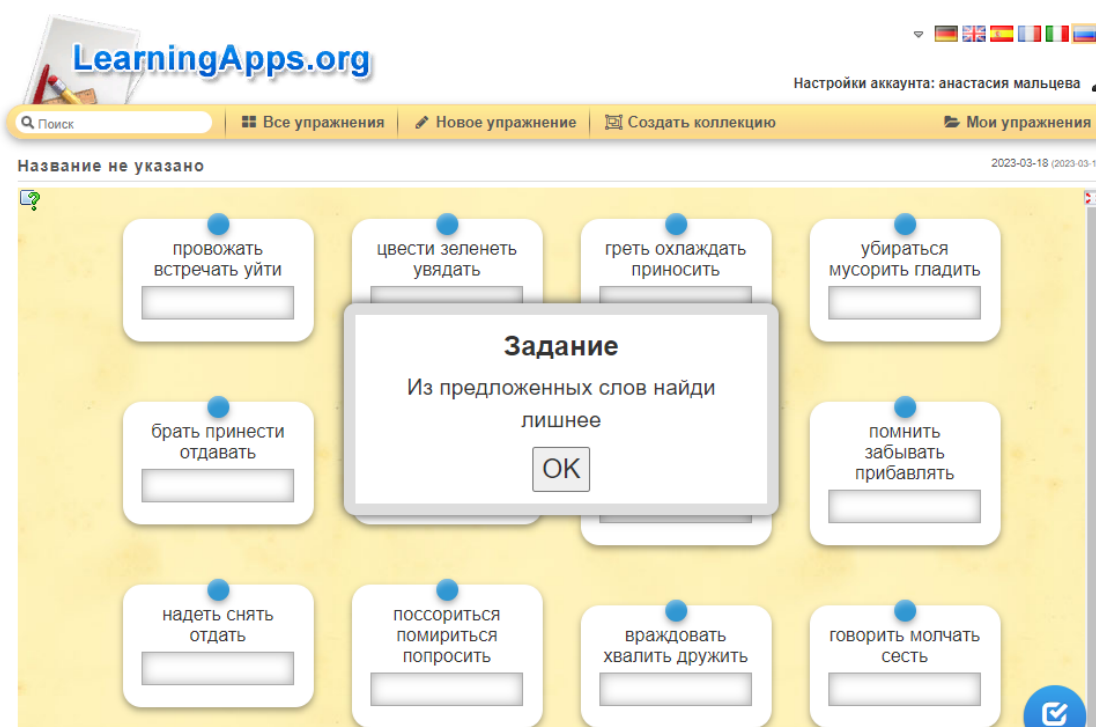 LearningApps.org
Настройки аккаунта: анастасия мальцева
Поиск
Все упражнения
Новое упражнение
Создать коллекцию
Мои упражнения
Название не указано
2023-03-18 (2023-03-1
провожать
встречать уйти
цвести зеленеть
увядать
греть охлаждать
приносить
убираться
мусорить гладить
Задание
Из предложенных слов найди
лишнее
OK
брать принести
отдавать
помнить
забывать
прибавлять
надеть снять
отдать
поссориться
помириться
попросить
враждовать
хвалить дружить
говорить молчать
сесть